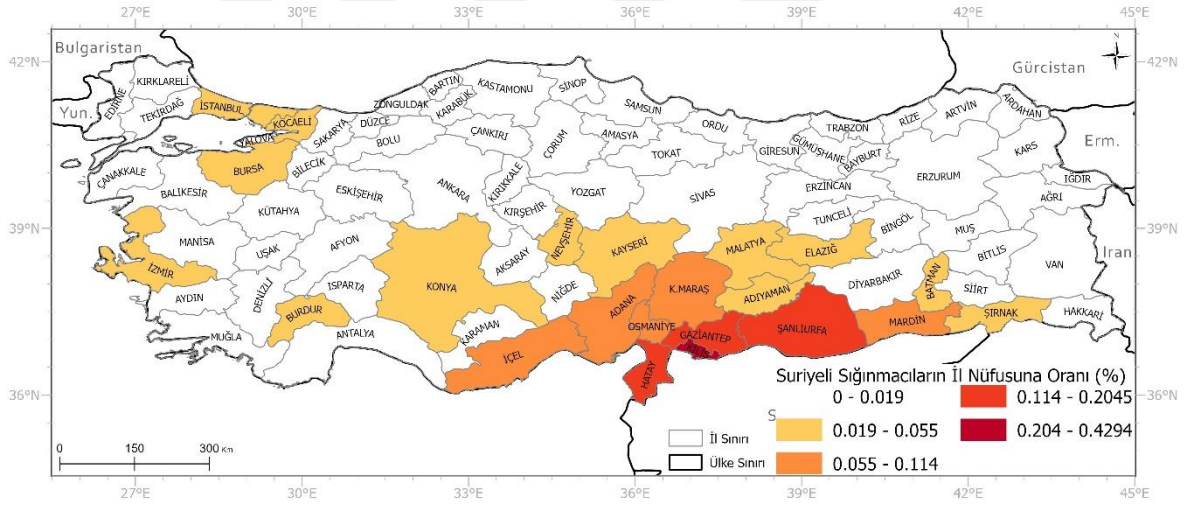 27°E 30°E 33°E 36°E 39°E 42°E 45°E
Bulgaristan
42°N 42°N
N
Gürcistan
KIRKLARELİ
EDİRNE
TEKİRDAĞ
Yun.
İSTANBUL
KOCAELİ
YALOVA
SAKARYA
DÜZCE
ZONGULDAK
BARTIN
KARABÜK
KASTAMONU
SİNOP
SAMSUN
ORDU
GİRESUN
TRABZON
GÜMÜŞHANE
BAYBURT
RİZE
ARTVİN
ARDAHAN
KARS
Erm.
IĞDIR
AĞRI
ERZURUM
ERZİNCAN
TUNCELİ
BİNGÖL
MUŞ
BİTLİS
VAN
Iran
ÇANAKKALE
BALIKESİR
BURSA
BİLECİK
BOLU
ÇANKIRI
ÇORUM
AMASYA
TOKAT
SİVAS
YOZGAT
KIRIKKALE
ANKARA
ESKİŞEHİR
KÜTAHYA
KIRŞEHİR
39°N 39°N
MANİSA
UŞAK
AFYON
İZMİR
AYDIN
DENİZLİ
ISPARTA
BURDUR
MUĞLA
ANTALYA
KONYA
AKSARAY
NEVŞEHİR
NİĞDE
KAYSERİ
KARAMAN
İÇEL
ADANA
OSMANİYE
K.MARAŞ
MALATYA
ELAZIĞ
ADIYAMAN
DİYARBAKIR
BATMAN
SİİRT
ŞIRNAK
HAKKARİ
MARDİN
ŞANLIURFA
GAZİANTEP
HATAY
36°N 36°N
Suriyeli Sığınmacıların İl Nüfusuna Oranı (%)
S
0 - 0.019
0.019 - 0.055
0.055 - 0.114
0.114 - 0.2045
0.204 - 0.4294
İl Sınırı
Ülke Sınırı
0 150 300 Km
27°E 30°E 33°E 36°E 39°E 42°E 45°E